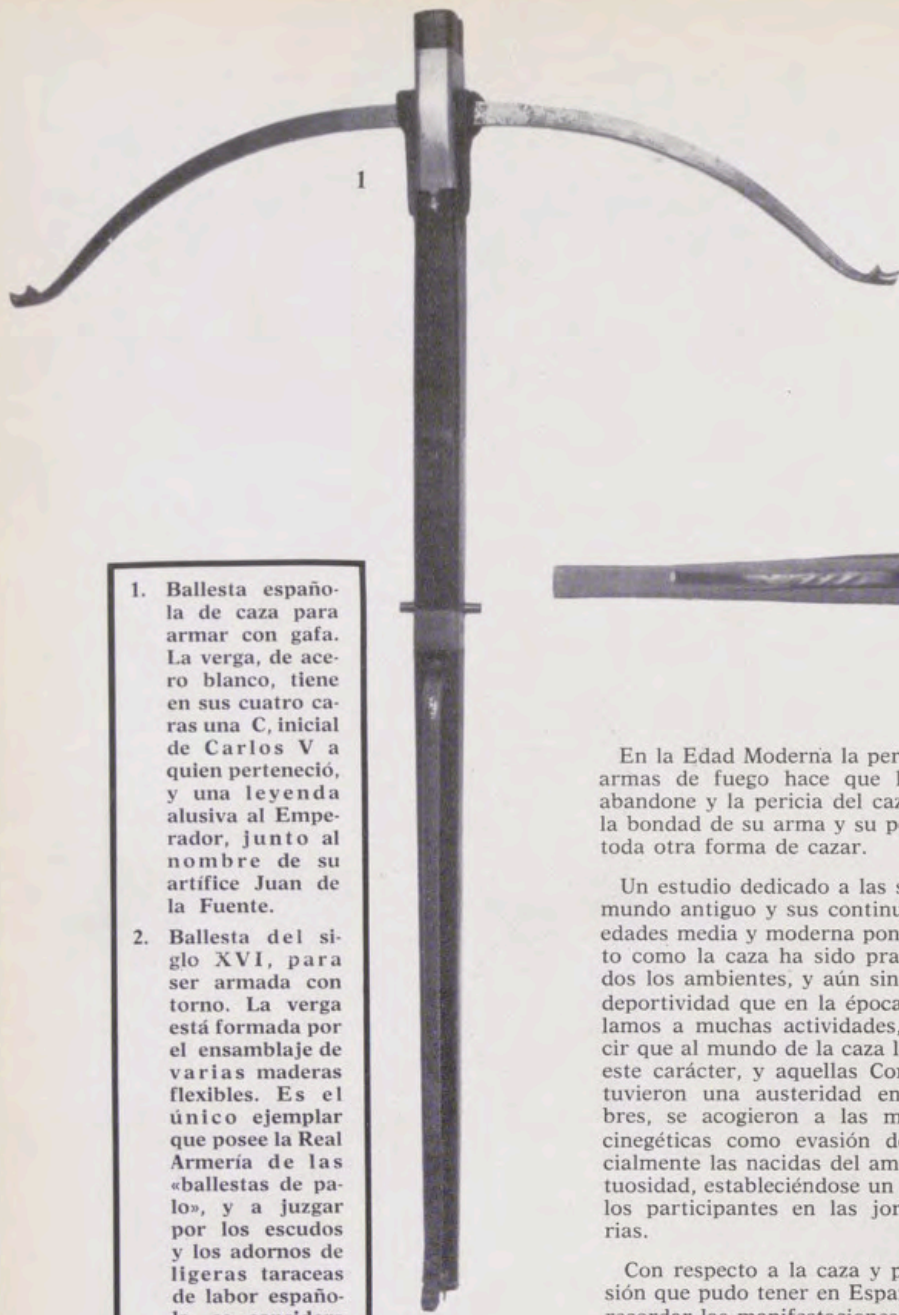 1
1. Ballesta españo-
la de caza para
armar con gafa.
La verga, de ace-
ro blanco, tiene
en sus cuatro ca-
ras una C, inicial
de Carlos V a
quien perteneció,
y una leyenda
alusiva al Empe-
rador, junto al
nombre de su
artífice Juan de
la Fuente.
2. Ballesta del si-
glo XVI, para
ser armada con
torno. La verga
está formada por
el ensamblaje de
varias maderas
flexibles. Es el
único ejemplar
que posee la Real
Armería de las
«ballestas de pa-
lo», y a juzgar
por los escudos
y los adornos de
ligeras taraceas
de labor españo-
En la Edad Moderna la per
armas de fuego hace que l
abandone y la pericia del caz
la bondad de su arma y su p
toda otra forma de cazar.
Un estudio dedicado a las s
mundo antiguo y sus continu
edades media y moderna pon
to como la caza ha sido pra
dos los ambientes, y aún sin
deportividad que en la época
lamos a muchas actividades,
cir que al mundo de la caza l
este carácter, y aquellas Cor
tuvieron una austeridad en
bres, se acogieron a las m
cinegéticas como evasión d
cialmente las nacidas del am
tuosidad, estableciéndose un
los participantes en las jor
rias.
Con respecto a la caza y p
sión que pudo tener en Espa
recordar las manifestaciones